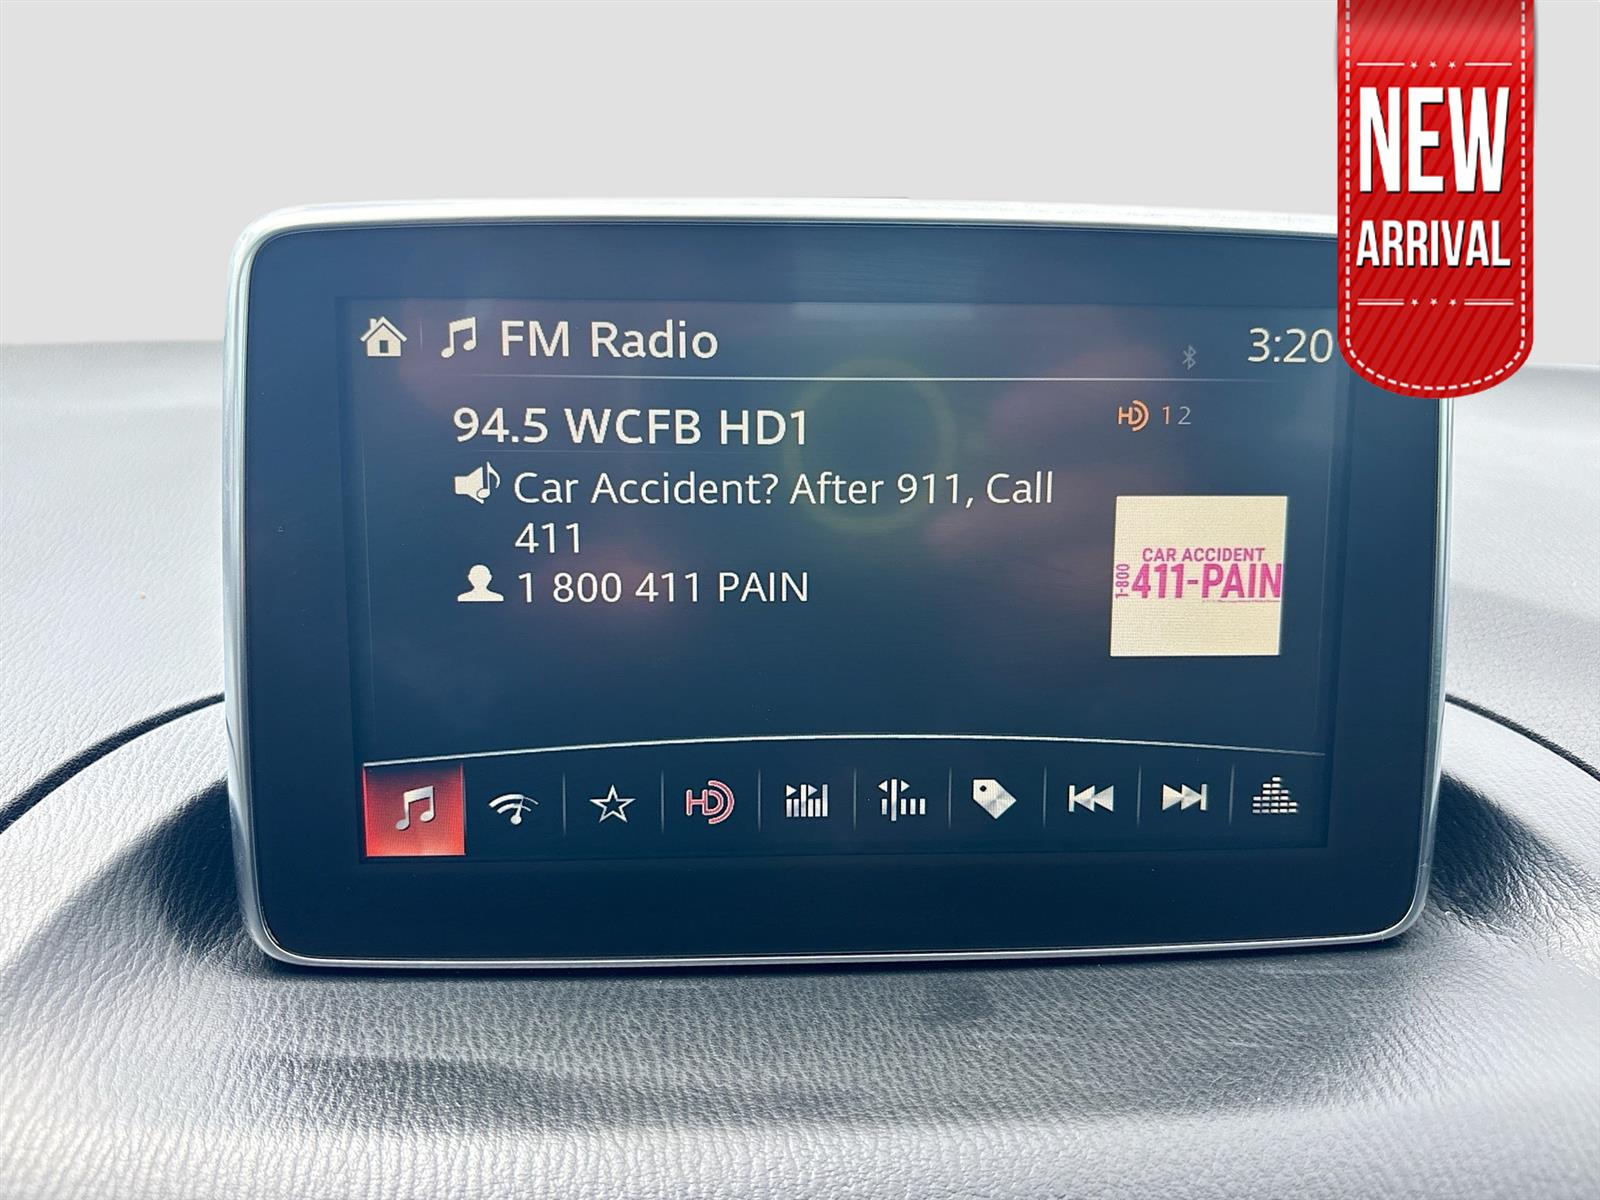 NEW
ARRIVAL
FM Radio
3:20
94.5 WCFB HD1
HD 1 2
Car Accident? After 911, Call
411
1 800 411 PAIN
CAR ACCIDENT
1-800
411-PAIN
HD